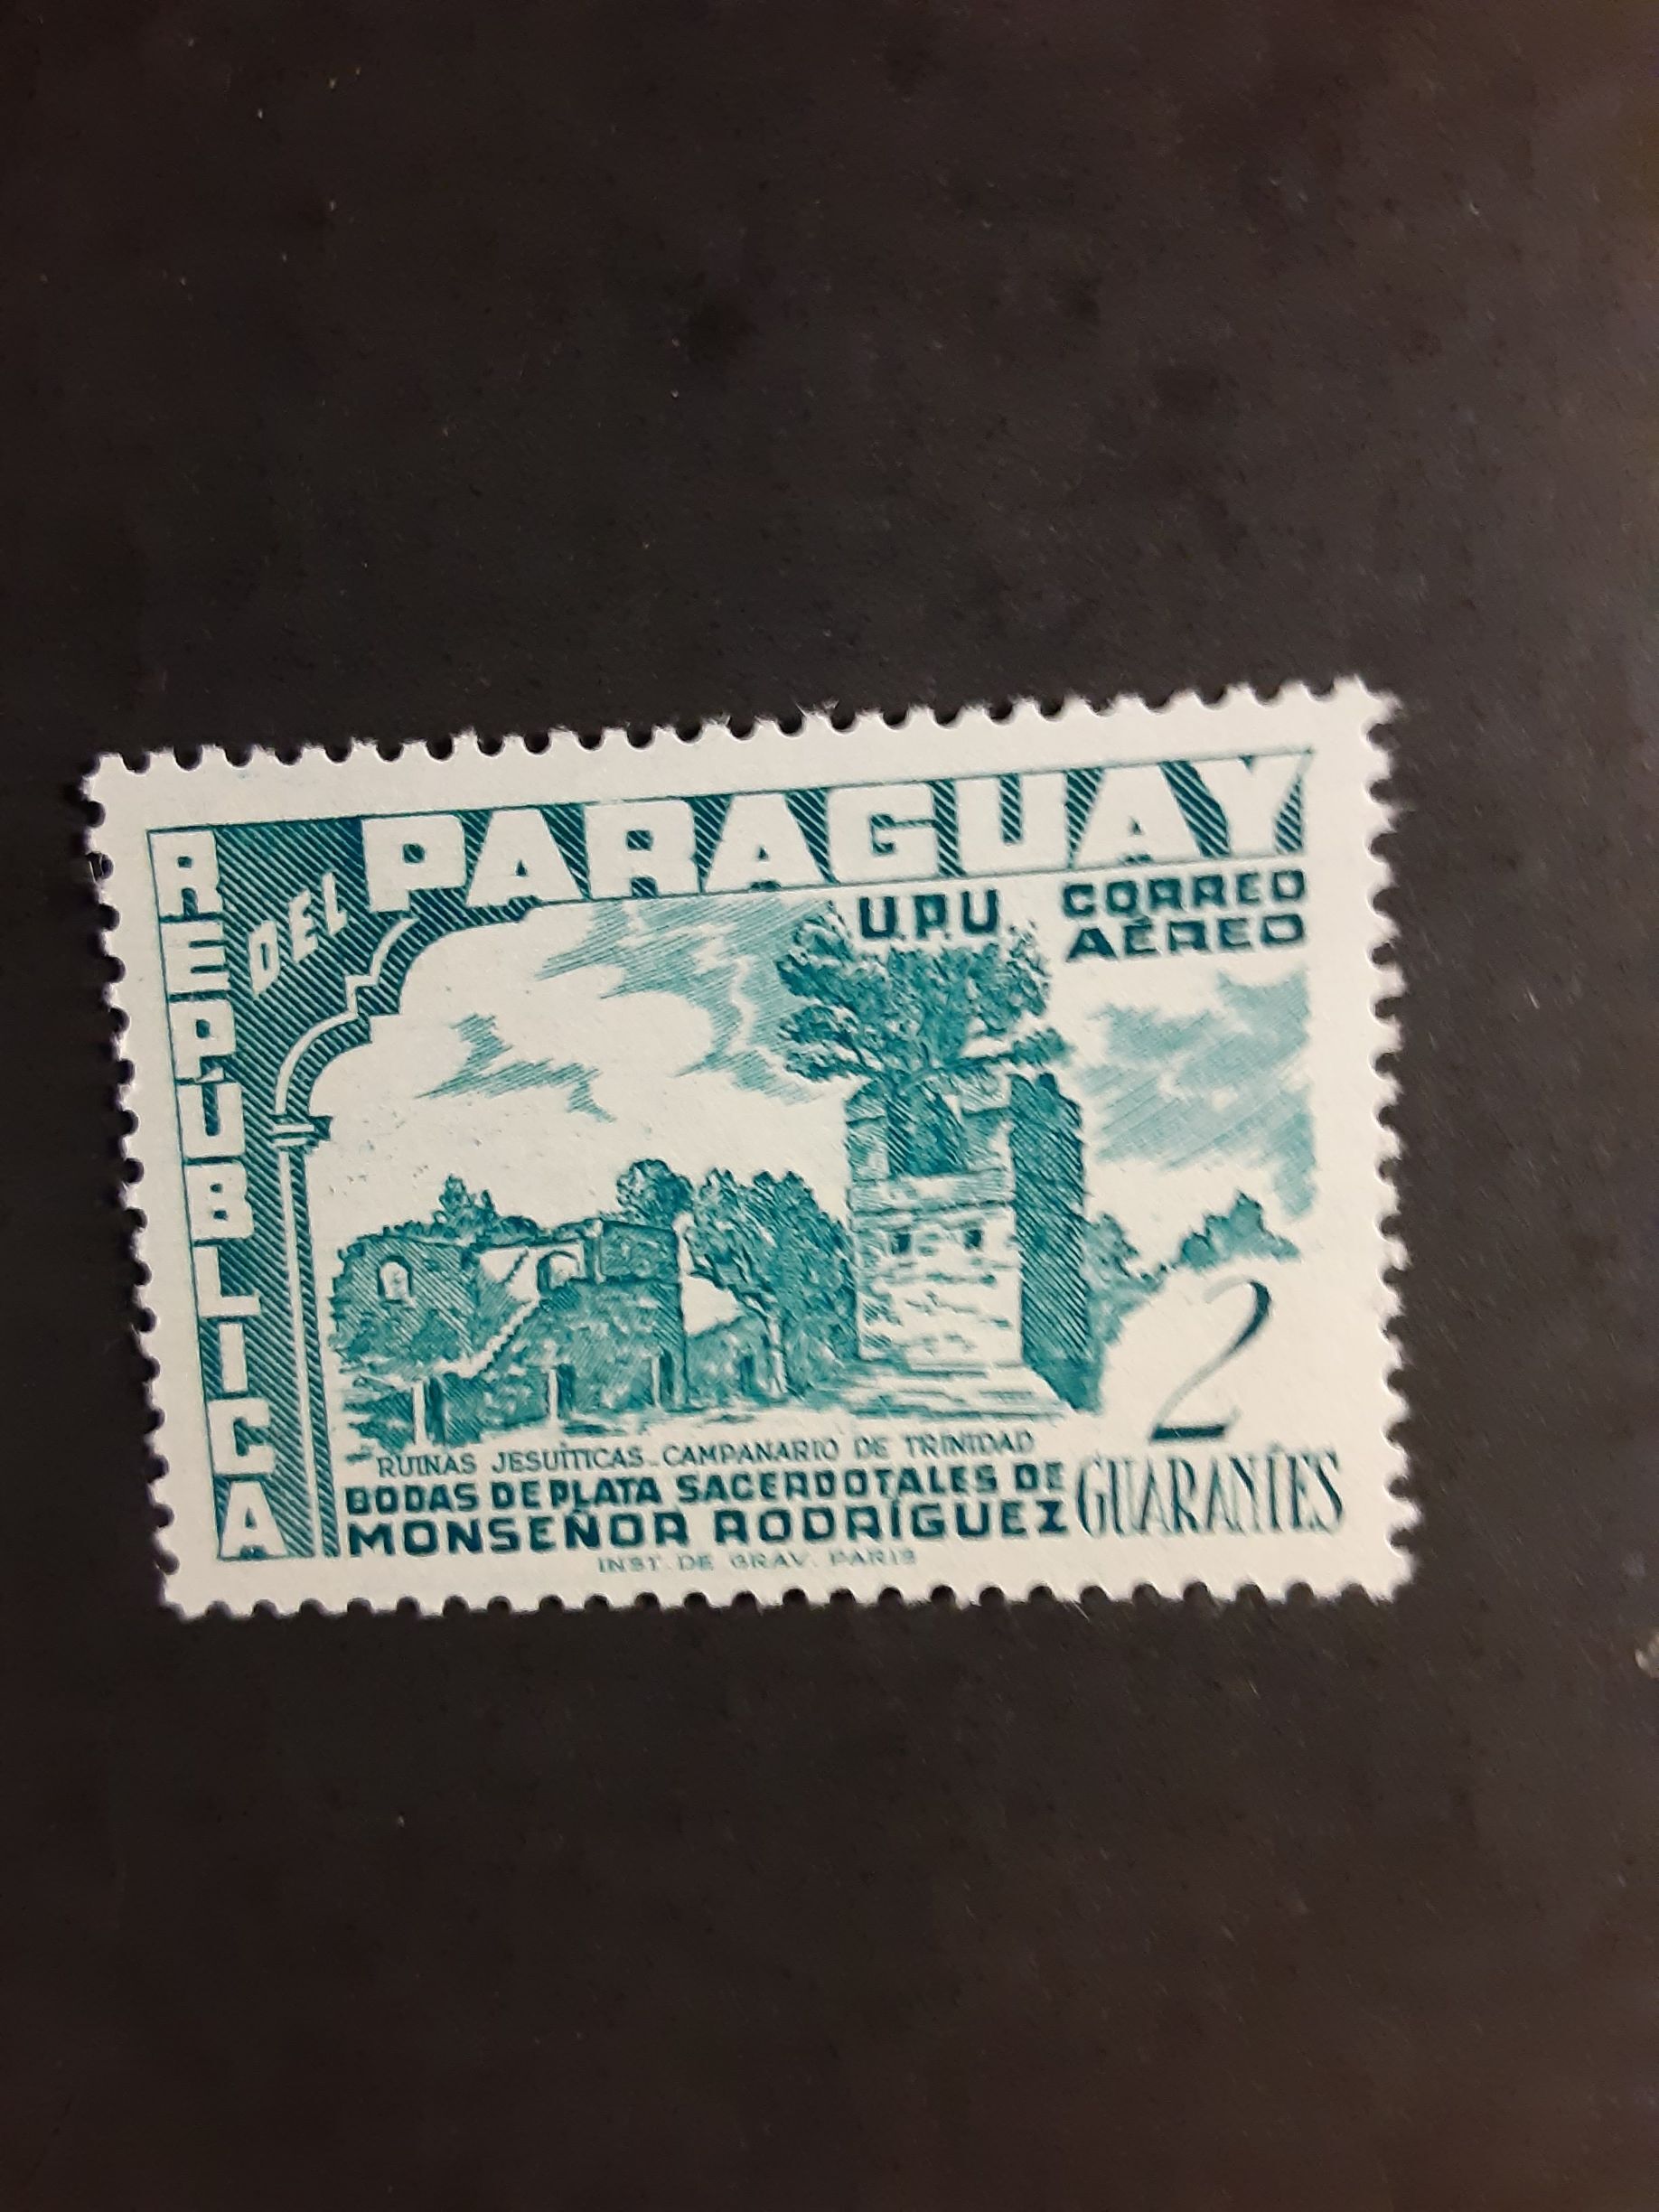 REPÚBLICA
DEL
PARAGUAY
U.P.U.
CORREO
AÉREO
2
GUARANÍES
RUINAS JESUÍTICAS_CAMPANARIO DE TRINIDAD
BODAS DE PLATA SACERDOTALES DE
MONSEÑOR RODRÍGUEZ
INST. DE GRAV. PARIS